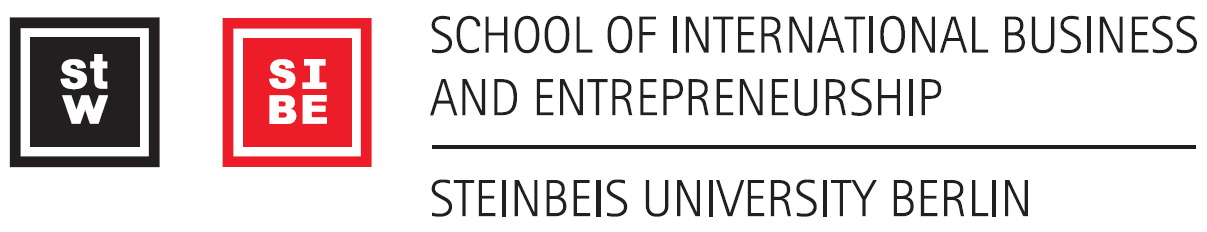 st
W
SI
BE
SCHOOL OF INTERNATIONAL BUSINESS
AND ENTREPRENEURSHIP
STEINBEIS UNIVERSITY BERLIN